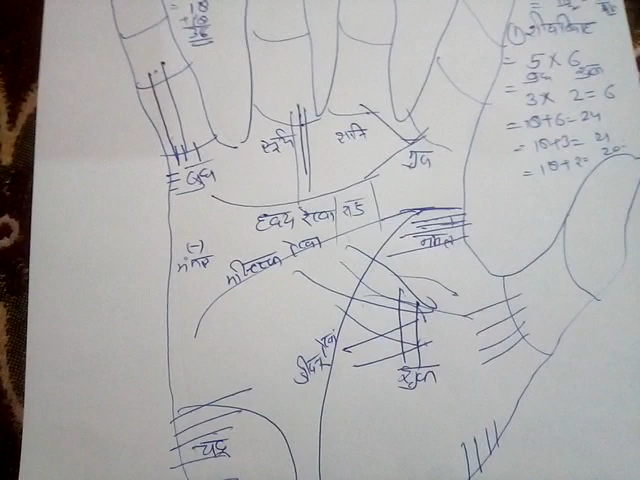 = 18
+ 18
36
= 5 × 6
बुध शुक्र
= 3 × 2 = 6
= 18+6 = 24
= 18+3 = 21
= 18+2 = 20
सूर्य
शनि
गुरु
बुध
हृदय रेखा
(-)
मंगल
मस्तिष्क रेखा
मंगल
जीवन रेखा
शुक्र
चंद्र